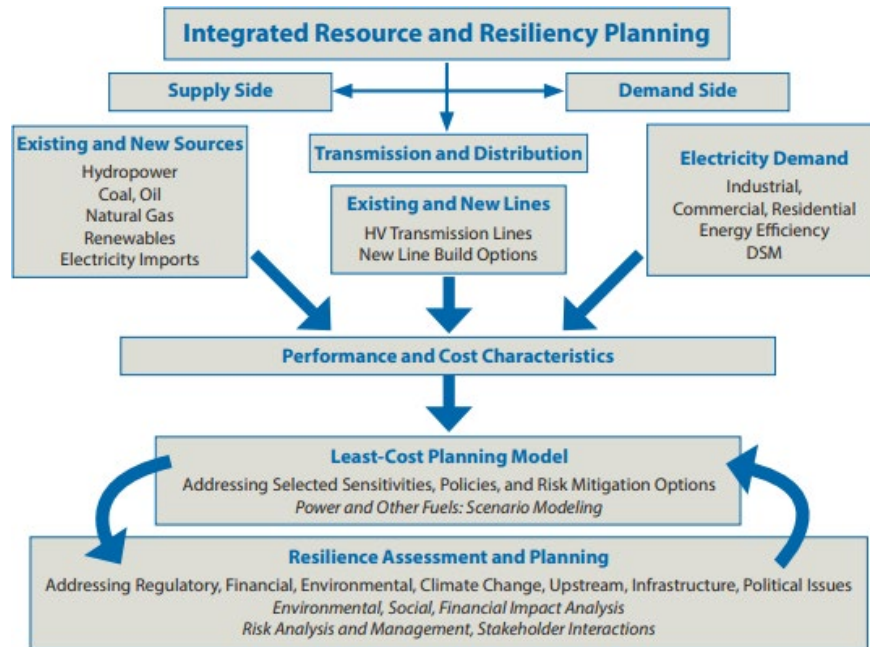 Integrated Resource and Resiliency Planning
Supply Side
Demand Side
Existing and New Sources
Hydropower
Coal, Oil
Natural Gas
Renewables
Electricity Imports
Transmission and Distribution
Existing and New Lines
HV Transmission Lines
New Line Build Options
Electricity Demand
Industrial,
Commercial, Residential
Energy Efficiency
DSM
Performance and Cost Characteristics
Least-Cost Planning Model
Addressing Selected Sensitivities, Policies, and Risk Mitigation Options
Power and Other Fuels: Scenario Modeling
Resilience Assessment and Planning
Addressing Regulatory, Financial, Environmental, Climate Change, Upstream, Infrastructure, Political Issues
Environmental, Social, Financial Impact Analysis
Risk Analysis and Management, Stakeholder Interactions